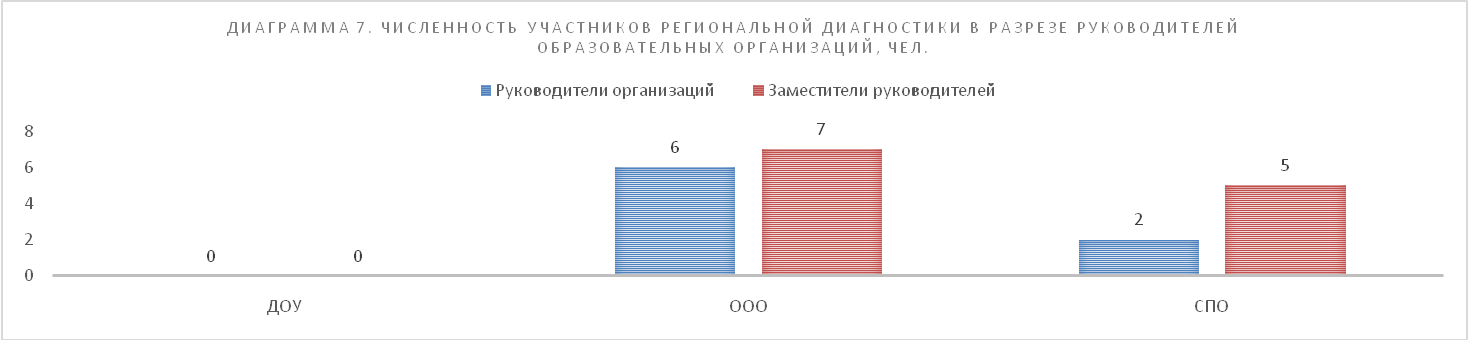 ДИАГРАММА 7. ЧИСЛЕННОСТЬ УЧАСТНИКОВ РЕГИОНАЛЬНОЙ ДИАГНОСТИКИ В РАЗРЕЗЕ РУКОВОДИТЕЛЕЙ
ОБРАЗОВАТЕЛЬНЫХ ОРГАНИЗАЦИЙ, ЧЕЛ.
Руководители организаций Заместители руководителей
8
6
4
2
0
0 0
6 7
2 5
ДОУ ООО СПО